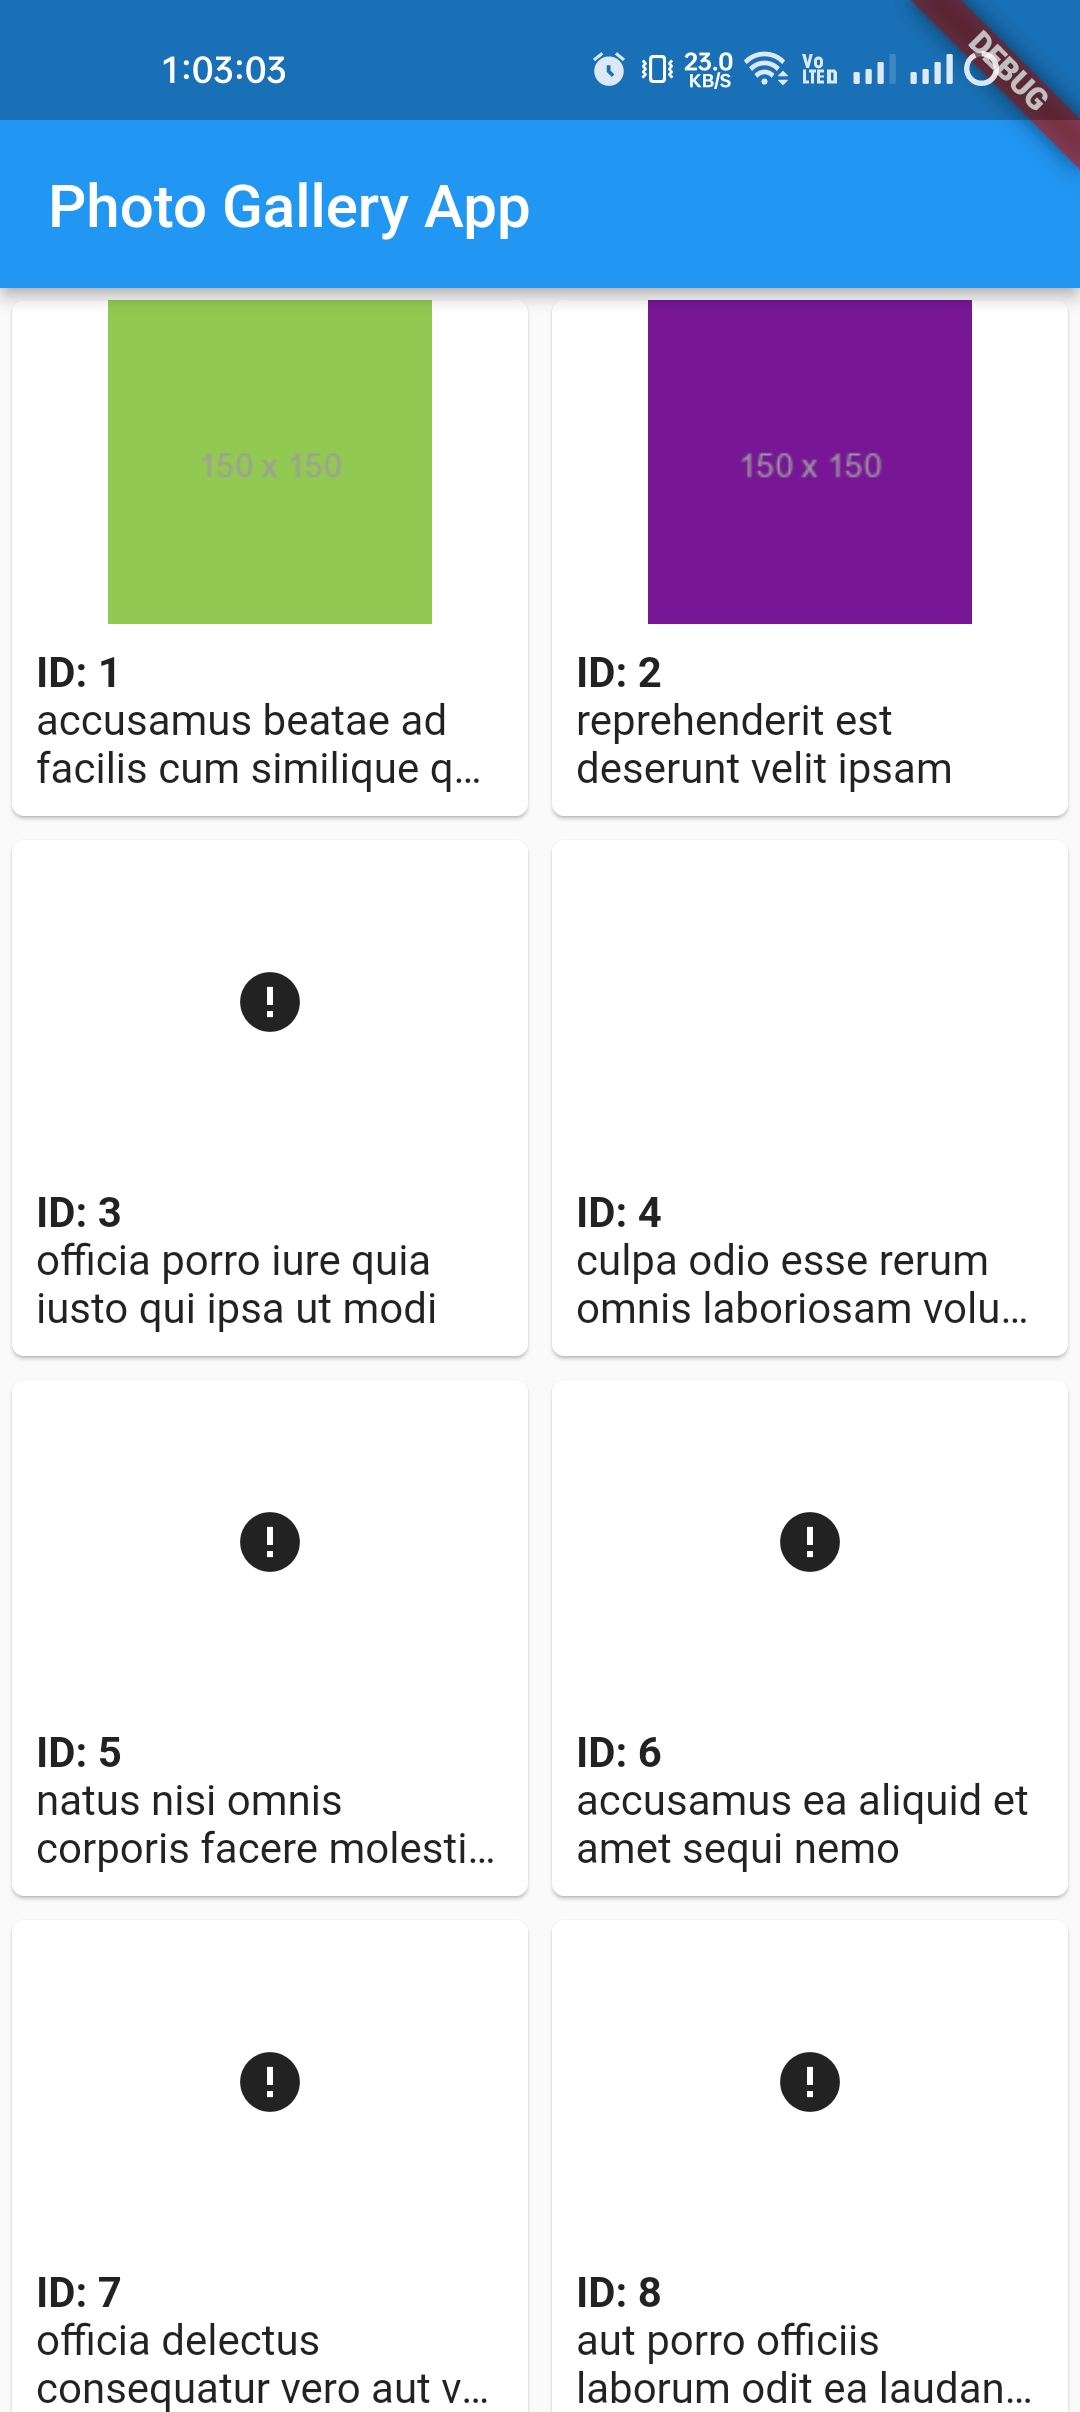 1:03:03
23.0
KB/S
Vo
LTE
DEBUG
Photo Gallery App
150 x 150
150 x 150
ID: 1
accusamus beatae ad
facilis cum similique q...
ID: 2
reprehenderit est
deserunt velit ipsam
ID: 3
officia porro iure quia
iusto qui ipsa ut modi
ID: 4
culpa odio esse rerum
omnis laboriosam volu...
ID: 5
natus nisi omnis
corporis facere molesti...
ID: 6
accusamus ea aliquid et
amet sequi nemo
ID: 7
officia delectus
consequatur vero aut v...
ID: 8
aut porro officiis
laborum odit ea laudan...